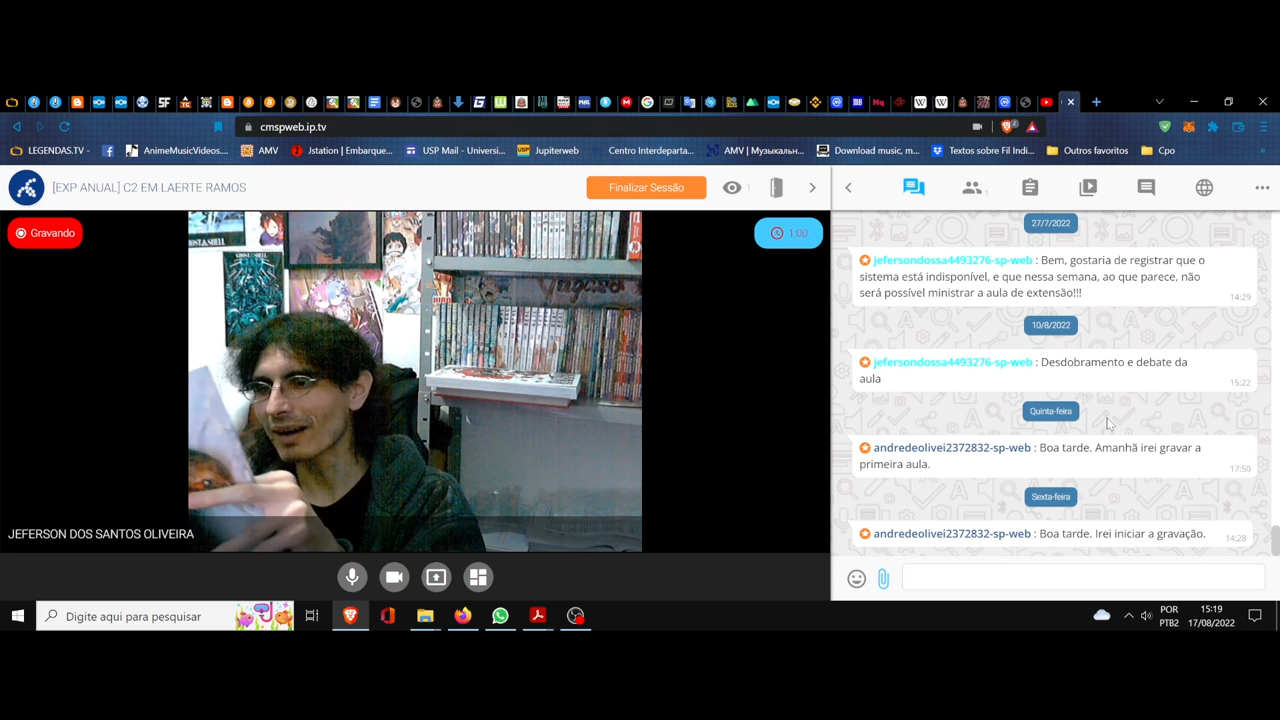 cmspweb.ip.tv
2
LEGENDAS.TV -
AnimeMusicVideos...
AMV
Jstation | Embarque...
USP Mail - Universi...
Jupiterweb
Centro Interdeparta...
AMV | Музыкальн...
Download music, m...
Textos sobre Fil Indi...
Outros favoritos
Cpo
[EXP ANUAL] C2 EM LAERTE RAMOS
Finalizar Sessão
1
1
Gravando
1.00
JEFERSON DOS SANTOS OLIVEIRA
27/7/2022
jefersondossa4493276-sp-web : Bem, gostaria de registrar que o
sistema está indisponível, e que nessa semana, ao que parece, não
será possível ministrar a aula de extensão!!!
14:29
10/8/2022
jefersondossa4493276-sp-web : Desdobramento e debate da
aula
15:22
Quinta-feira
andredeolivei2372832-sp-web : Boa tarde. Amanhã irei gravar a
primeira aula.
17:50
Sexta-feira
andredeolivei2372832-sp-web : Boa tarde. Irei iniciar a gravação.
14:28
Digite aqui para pesquisar
POR
PTB2
15:19
17/08/2022